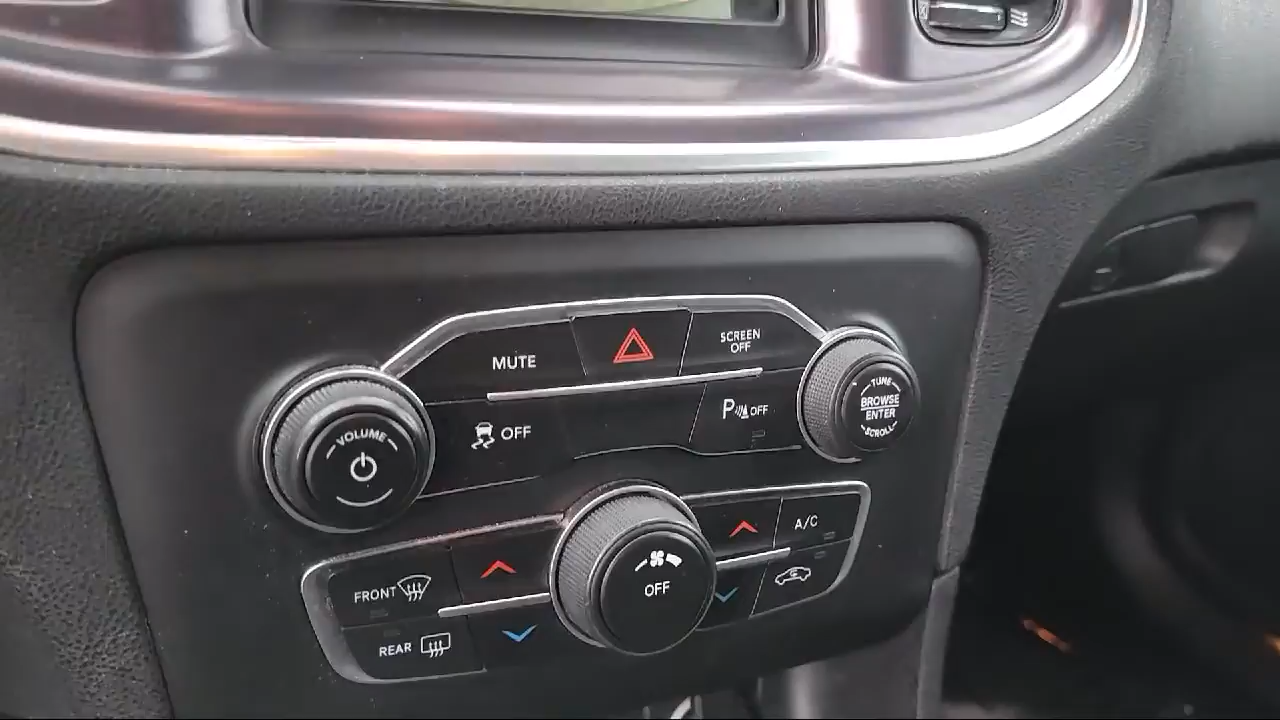 MUTE
SCREEN
OFF
VOLUME
OFF
P OFF
TUNE
BROWSE
ENTER
SCROLL
A/C
FRONT
OFF
REAR